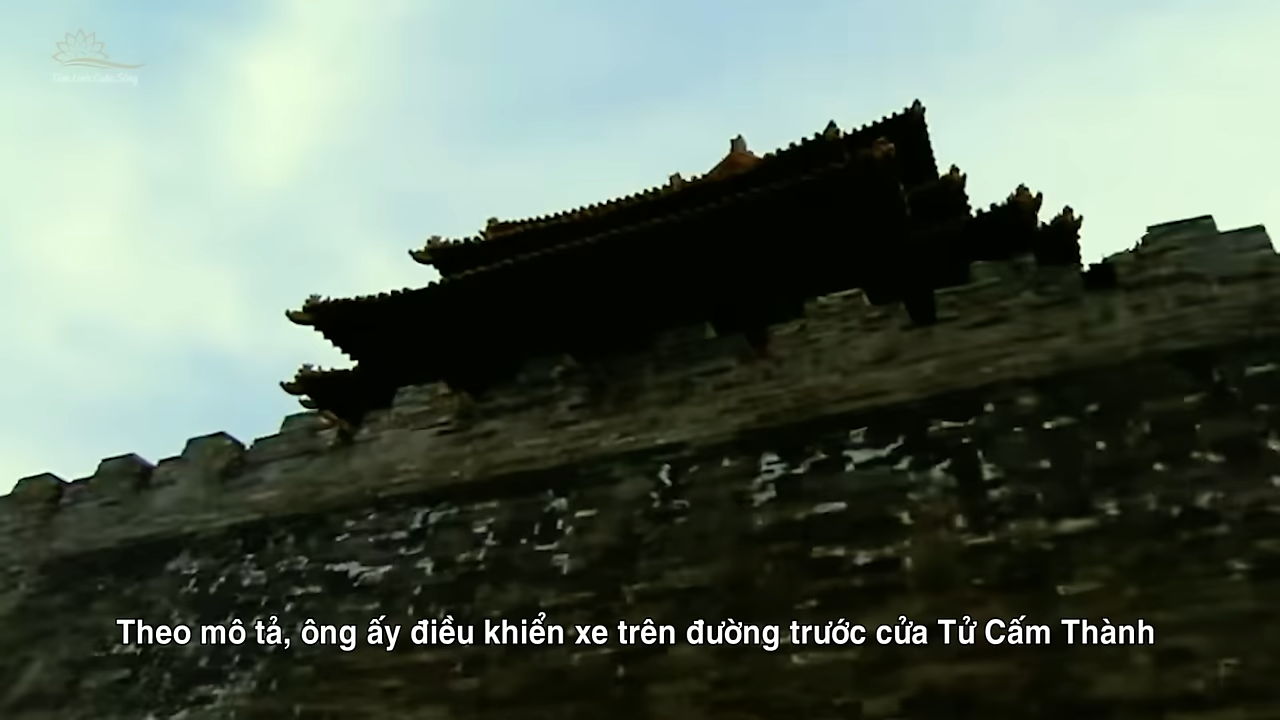 Theo mô tả, ông ấy điều khiển xe trên đường trước cửa Tử Cấm Thành